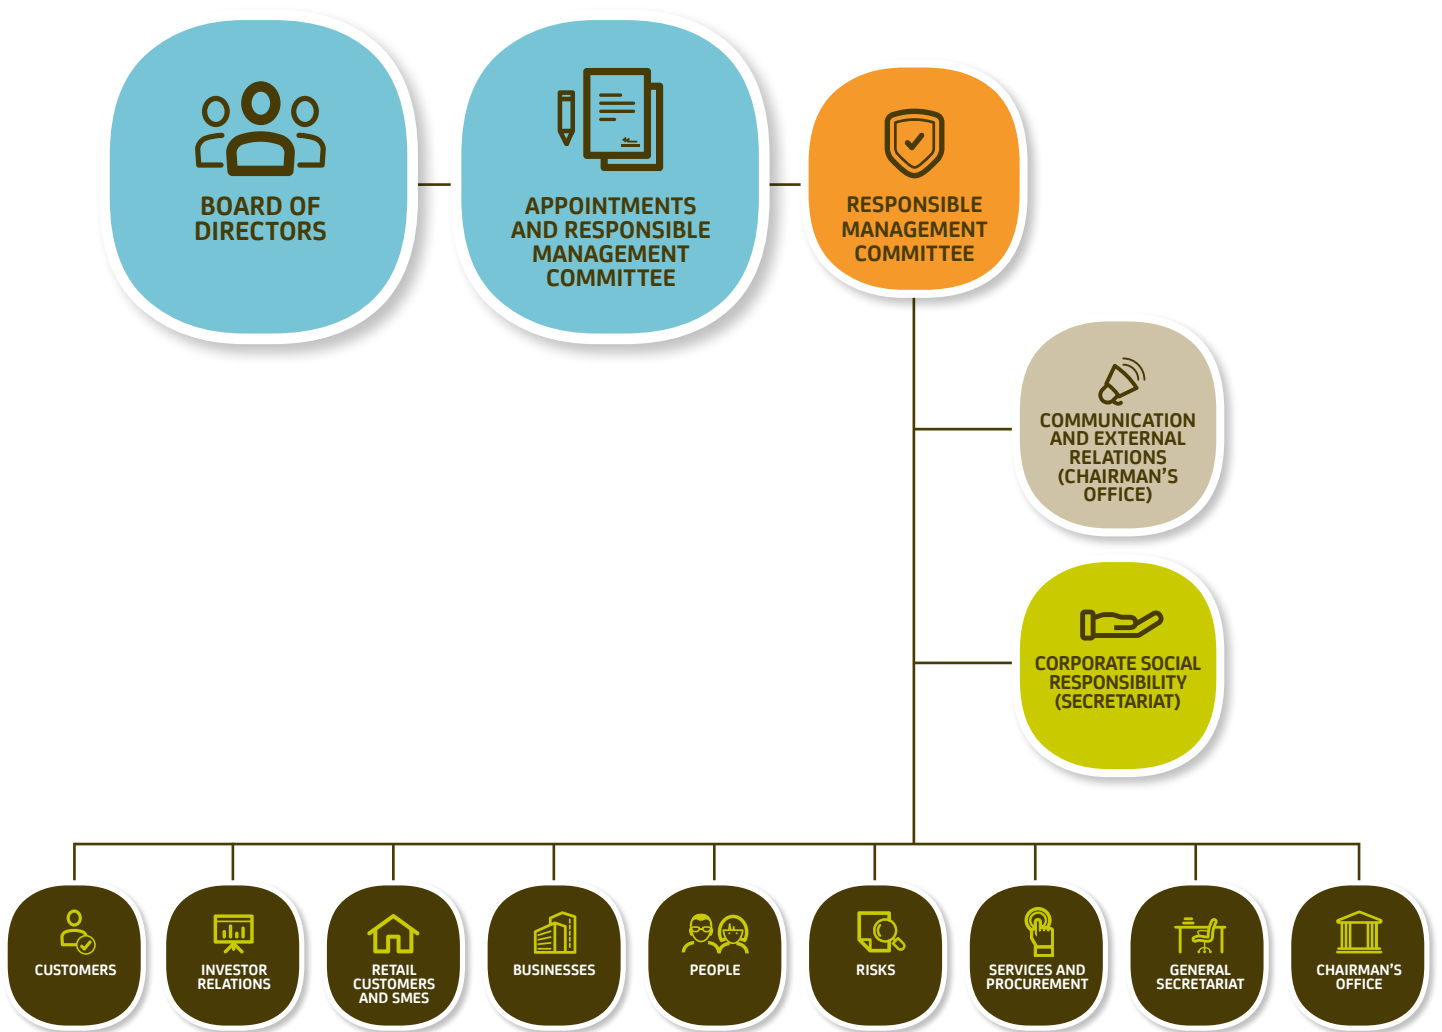 BOARD OF
DIRECTORS
APPOINTMENTS
AND RESPONSIBLE
MANAGEMENT
COMMITTEE
RESPONSIBLE
MANAGEMENT
COMMITTEE
COMMUNICATION
AND EXTERNAL
RELATIONS
(CHAIRMAN'S
OFFICE)
CORPORATE SOCIAL
RESPONSIBILITY
(SECRETARIAT)
CUSTOMERS
INVESTOR
RELATIONS
RETAIL
CUSTOMERS
AND SMES
BUSINESSES
PEOPLE
RISKS
SERVICES AND
PROCUREMENT
GENERAL
SECRETARIAT
CHAIRMAN'S
OFFICE